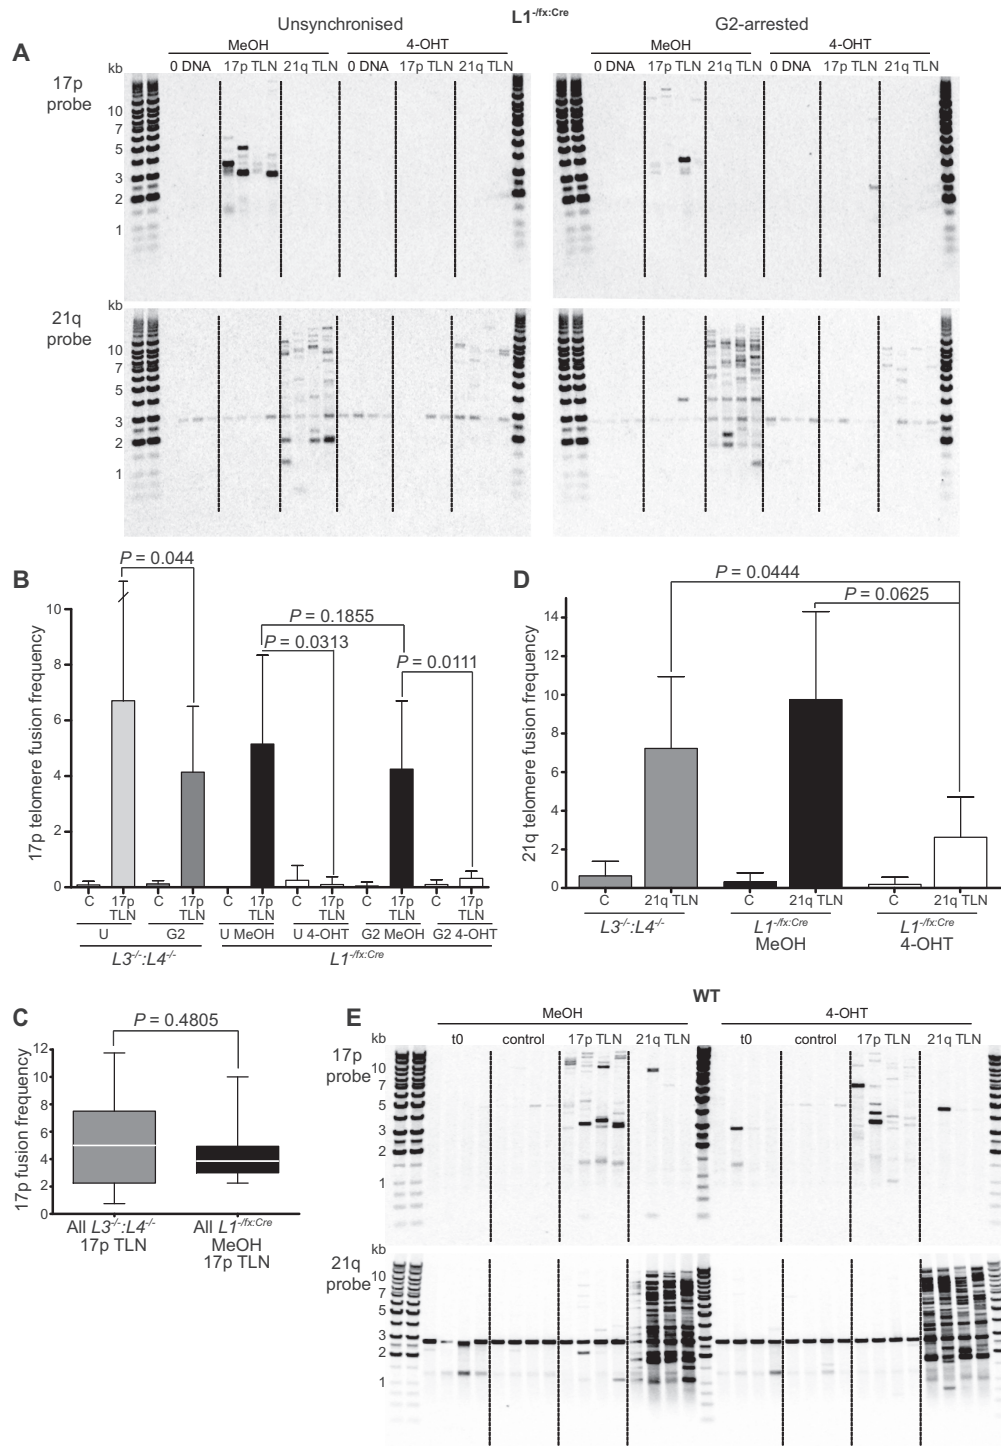 L1-/fx:Cre
Unsynchronised
G2-arrested
A
MeOH
4-OHT
MeOH
4-OHT
0 DNA 17p TLN 21q TLN 0 DNA 17p TLN 21q TLN
0 DNA 17p TLN 21q TLN 0 DNA 17p TLN 21q TLN
17p probe
kb
10
7
5
3
2
1
21q probe
kb
10
7
5
3
2
1
B
P = 0.044
P = 0.1855
P = 0.0313
P = 0.0111
17p telomere fusion frequency
10
8
6
4
2
0
C 17p TLN C 17p TLN C 17p TLN C 17p TLN C 17p TLN C 17p TLN
U G2 U MeOH U 4-OHT G2 MeOH G2 4-OHT
L3-/-:L4-/- L1-/fx:Cre
D
P = 0.0444
P = 0.0625
21q telomere fusion frequency
14
12
10
8
6
4
2
0
C 21q TLN C 21q TLN C 21q TLN
L3-/-:L4-/- L1-/fx:Cre L1-/fx:Cre
MeOH 4-OHT
C
P = 0.4805
17p fusion frequency
12
10
8
6
4
2
0
All L3-/-:L4-/- All L1-/fx:Cre
17p TLN MeOH
17p TLN
WT
E
MeOH
4-OHT
t0 control 17p TLN 21q TLN t0 control 17p TLN 21q TLN
17p probe
kb
10
7
5
3
2
1
21q probe
kb
10
7
5
3
2
1